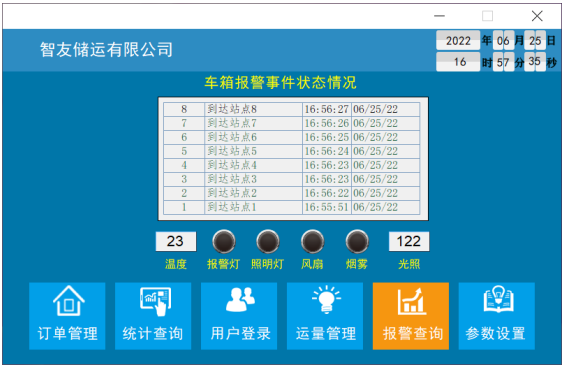 智友储运有限公司
2022 年 06 月 25 日
16 时 57 分 35 秒
车箱报警事件状态情况
8 到达站点8 16:56:27 06/25/22
7 到达站点7 16:56:26 06/25/22
6 到达站点6 16:56:25 06/25/22
5 到达站点5 16:56:24 06/25/22
4 到达站点4 16:56:23 06/25/22
3 到达站点3 16:56:23 06/25/22
2 到达站点2 16:56:22 06/25/22
1 到达站点1 16:55:51 06/25/22
23 122
温度 报警灯 照明灯 风扇 烟雾 光照
订单管理 统计查询 用户登录 运量管理 报警查询 参数设置